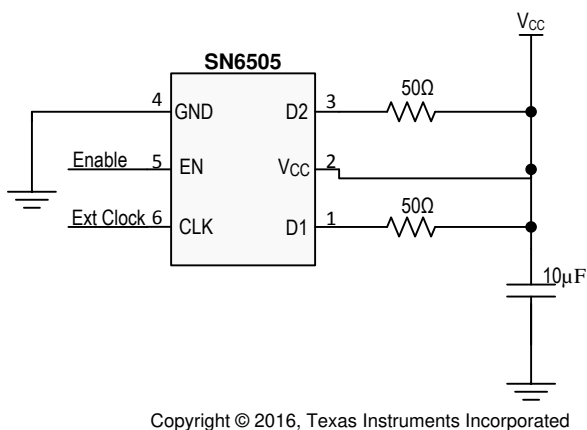 VCC
SN6505
50Ω
4
GND
D2
3
Enable
5
EN
VCC
2
50Ω
Ext Clock
6
CLK
D1
1
10µF
Copyright © 2016, Texas Instruments Incorporated